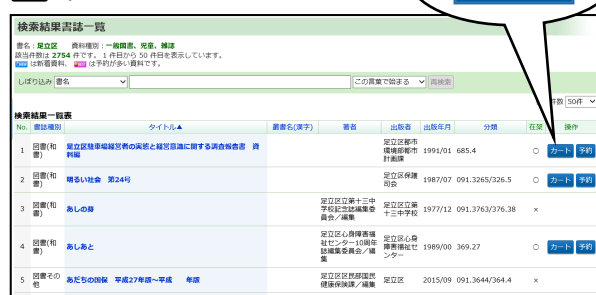 検索結果書誌一覧
書名：足立区 資料種別：一般図書、児童、雑誌
該当件数は 2754 件です。 1 件目から 50 件目を表示しています。
は新着資料、 は予約が多い資料です。
しぼり込み 書名 この言葉で始まる 再検索
件数 50件
検索結果一覧表
No. 書誌種別 タイトル▲ 叢書名(漢字) 著者 出版者 出版年月 分類 在架 操作
1 図書(和書) 足立区駐車場経営者の実態と経営意識に関する調査報告書 資料編 足立区都市環境部都市計画課 1991/01 685.4 ○ カート 予約
2 図書(和書) 明るい社会 第24号 足立区保護司会 1987/07 091.3265/326.5 ○ カート 予約
3 図書(和書) あしの芽 足立区立第十三中学校記念誌編集委員会／編集 足立区立第十三中学校 1977/12 091.3763/376.38 ×
4 図書(和書) あしあと 足立区心身障害福祉センター10周年誌編集委員会／編集 足立区心身障害福祉センター 1989/00 369.27 ○ カート 予約
5 図書その他 あだちの国保 平成27年版～平成 年版 足立区区民部国民健康保険課／編集 足立区 2015/09 091.3644/364.4 ×